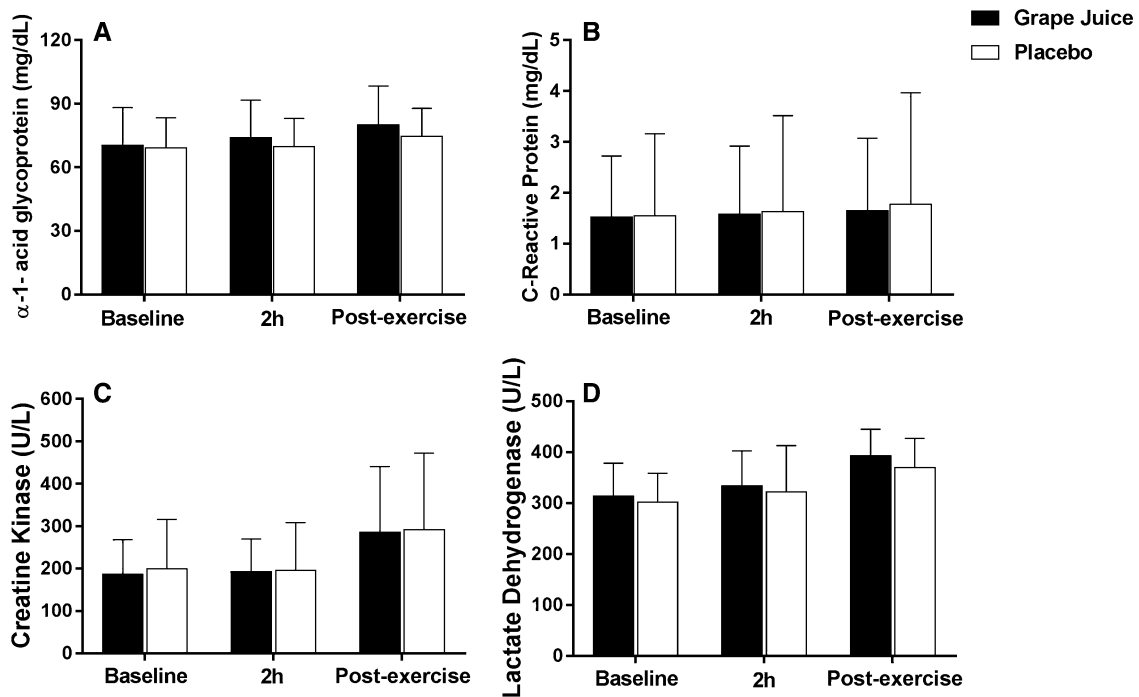 A
B
Grape Juice
Placebo
α-1- acid glycoprotein (mg/dL)
120
90
60
30
0
Baseline 2h Post-exercise
C-Reactive Protein (mg/dL)
5
4
3
2
1
0
Baseline 2h Post-exercise
C
Creatine Kinase (U/L)
600
500
400
300
200
100
0
Baseline 2h Post-exercise
D
Lactate Dehydrogenase (U/L)
500
400
300
200
100
0
Baseline 2h Post-exercise